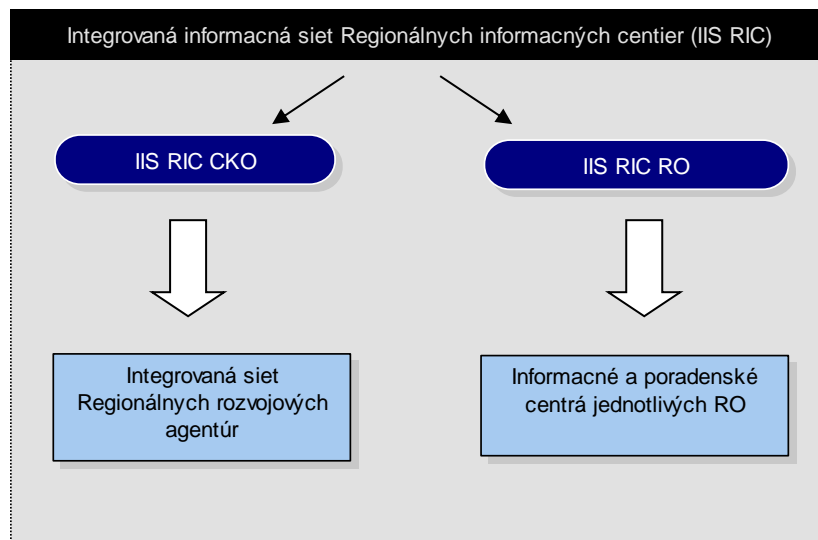 Integrovaná informacná siet Regionálnych informacných centier (IIS RIC)
IIS RIC CKO
IIS RIC RO
Integrovaná siet
Regionálnych rozvojových
agentúr
Informacné a poradenské
centrá jednotlivých RO